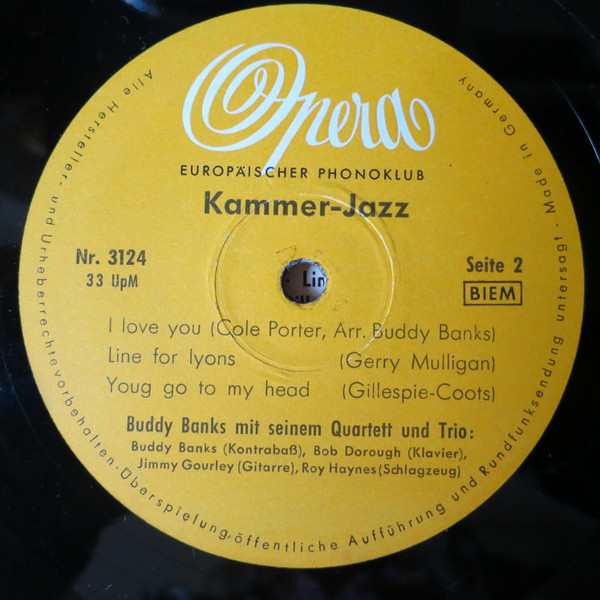 Opera
EUROPÄISCHER PHONOKLUB
Kammer-Jazz
Nr. 3124
33 UpM
Seite 2
BIEM
Lin
I love you (Cole Porter, Arr. Buddy Banks)
Line for lyons (Gerry Mulligan)
Youg go to my head (Gillespie-Coots)
Buddy Banks mit seinem Quartett und Trio:
Buddy Banks (Kontrabaß), Bob Dorough (Klavier),
Jimmy Gourley (Gitarre), Roy Haynes (Schlagzeug)
Alle Hersteller- und Urheberrechte vorbehalten · Überspielung, öffentliche Aufführung und Rundfunksendung untersagt · Made in Germany